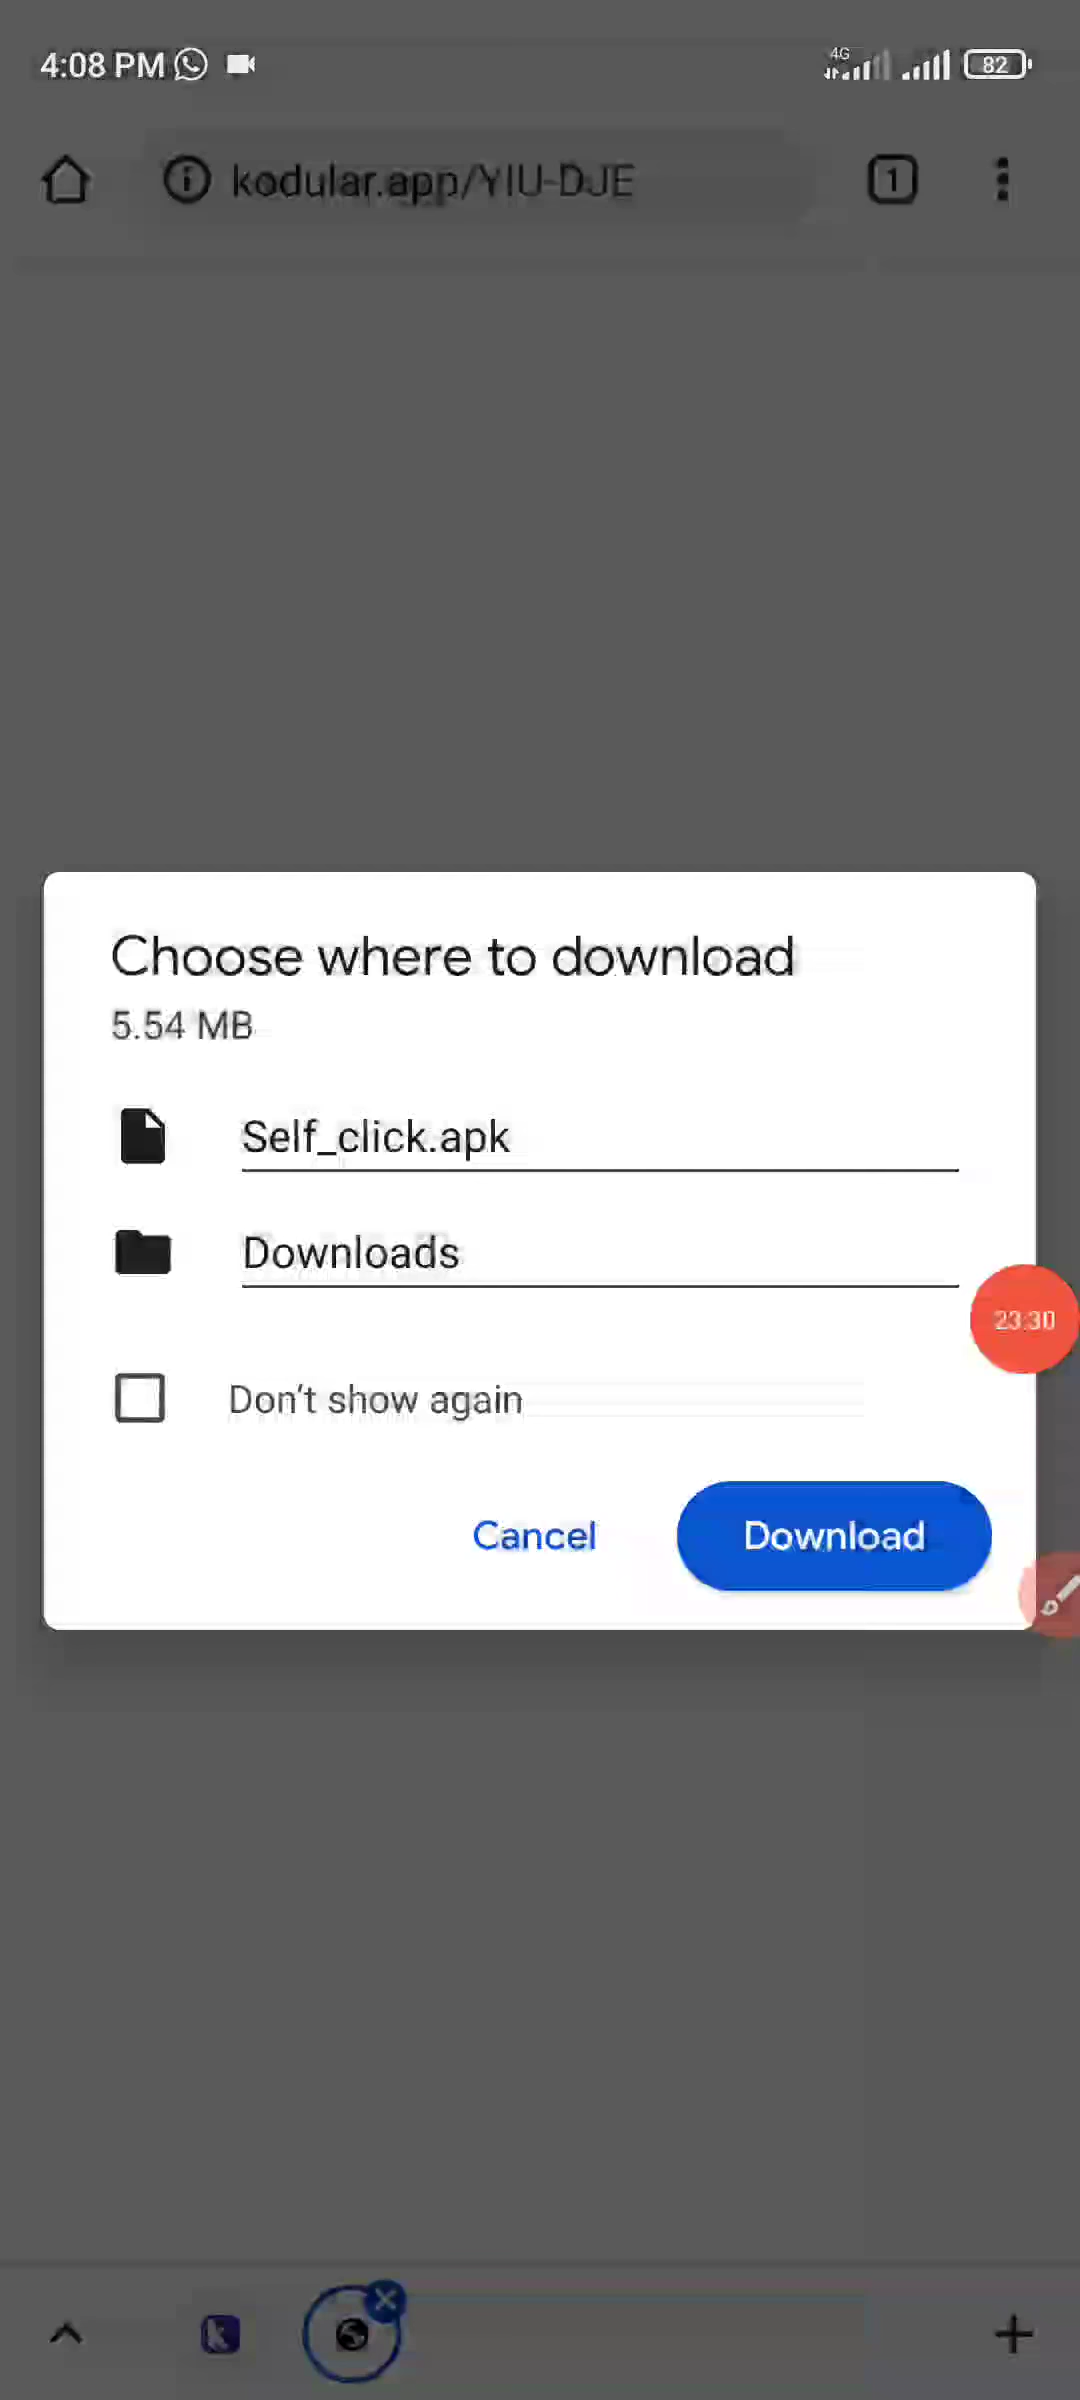 4:08 PM
4G
82
kodular.app/YIU-DJE
1
Choose where to download
5.54 MB
Self_click.apk
Downloads
23:30
Don't show again
Cancel
Download